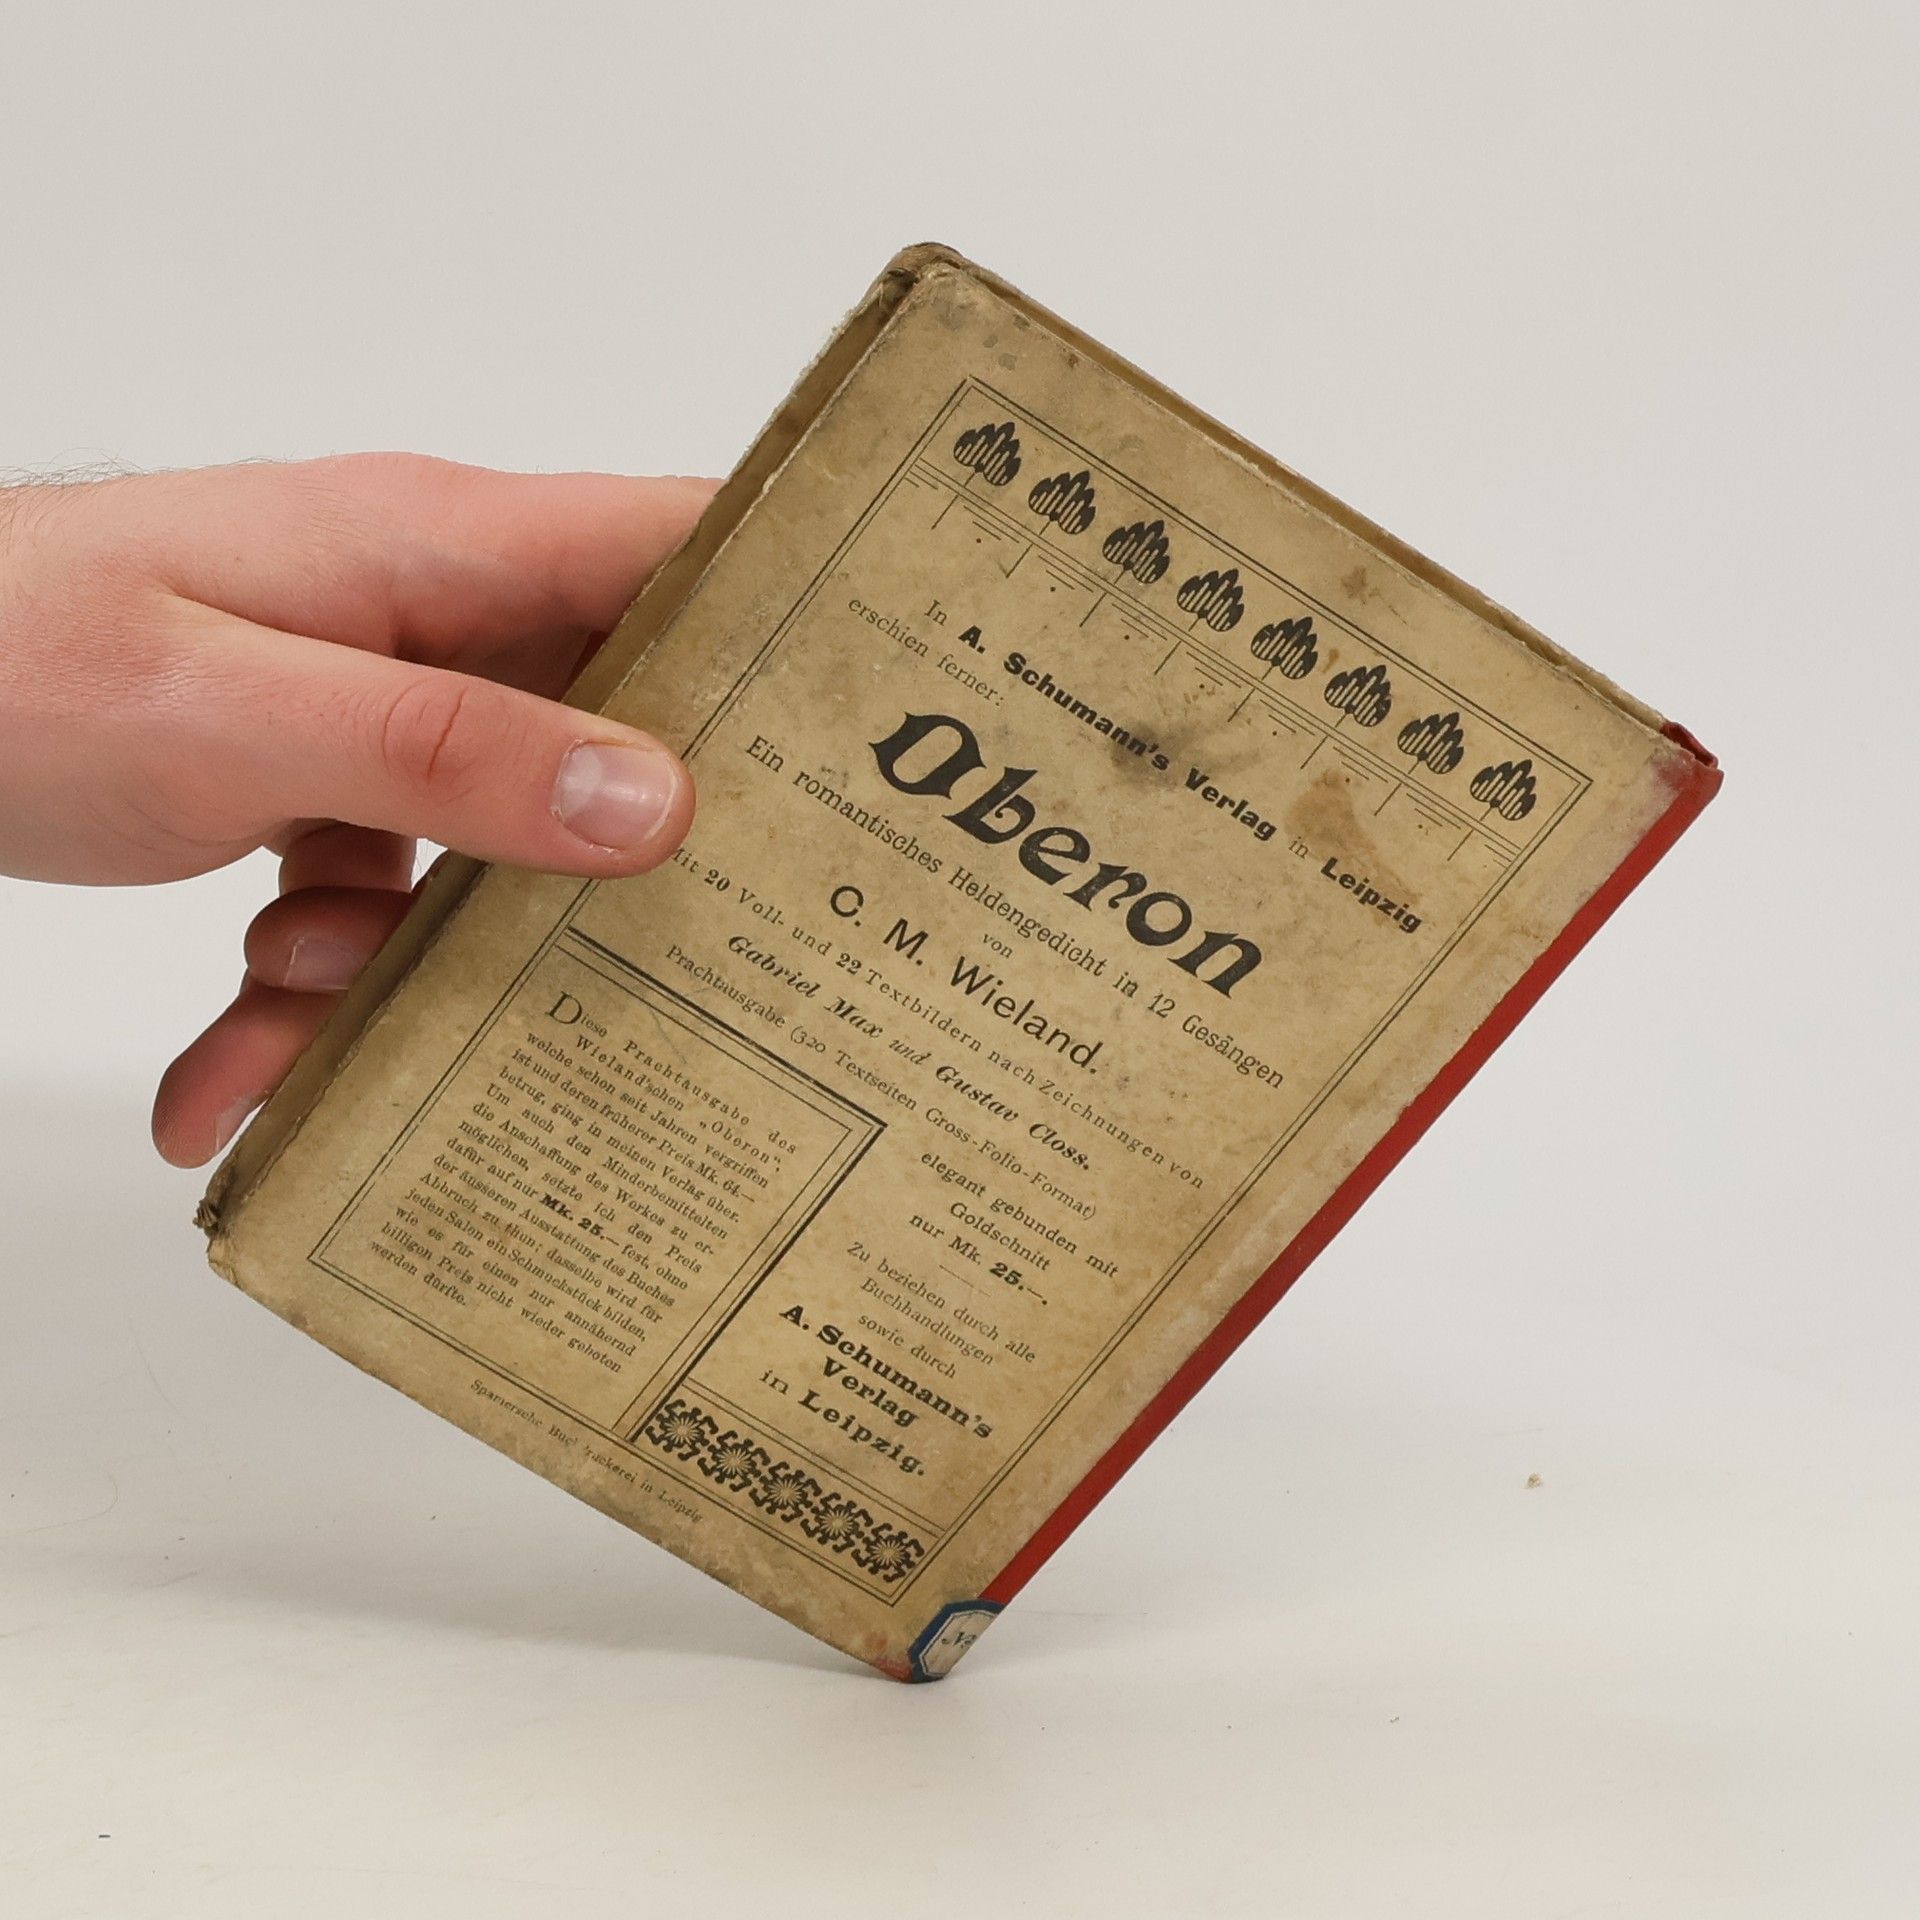 In A. Schumann's Verlag in Leipzig
erschien ferner:
Oberon
Ein romantisches Heldengedicht in 12 Gesängen
von
C. M. Wieland.
Mit 20 Voll- und 22 Textbildern nach Zeichnungen von
Gabriel Max und Gustav Closs.
Prachtausgabe (320 Textseiten Gross-Folio-Format)
elegant gebunden mit
Goldschnitt
nur Mk. 25.—.
Zu beziehen durch alle
Buchhandlungen
sowie durch
A. Schumann's
Verlag
in Leipzig.
Diese Prachtausgabe des
Wieland'schen „Oberon",
welche schon seit Jahren vergriffen
ist und deren früherer Preis Mk. 64.—
betrug, ging in meinen Verlag über.
Um auch den Minderbemittelten
die Anschaffung des Werkes zu er-
möglichen, setzte ich den Preis
dafür auf nur Mk. 25.— fest, ohne
der äusseren Ausstattung des Buches
Abbruch zu thun; dasselbe wird für
jeden Salon ein Schmuckstück bilden,
wie es für einen nur annähernd
billigen Preis nicht wieder geboten
werden dürfte.
Spamersche Buchdruckerei in Leipzig